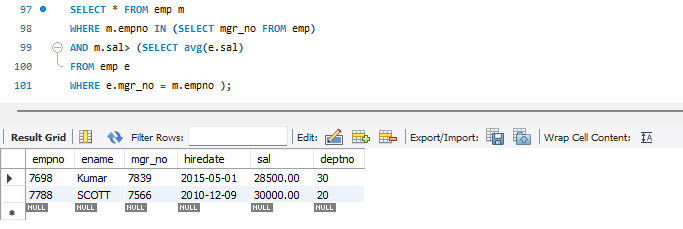 97 SELECT * FROM emp m
98 WHERE m.empno IN (SELECT mgr_no FROM emp)
99 AND m.sal> (SELECT avg(e.sal)
100 FROM emp e
101 WHERE e.mgr_no = m.empno );
Result Grid Filter Rows: Edit: Export/Import: Wrap Cell Content: IA
empno ename mgr_no hiredate sal deptno
7698 Kumar 7839 2015-05-01 28500.00 30
7788 SCOTT 7566 2010-12-09 30000.00 20
NULL NULL NULL NULL NULL NULL